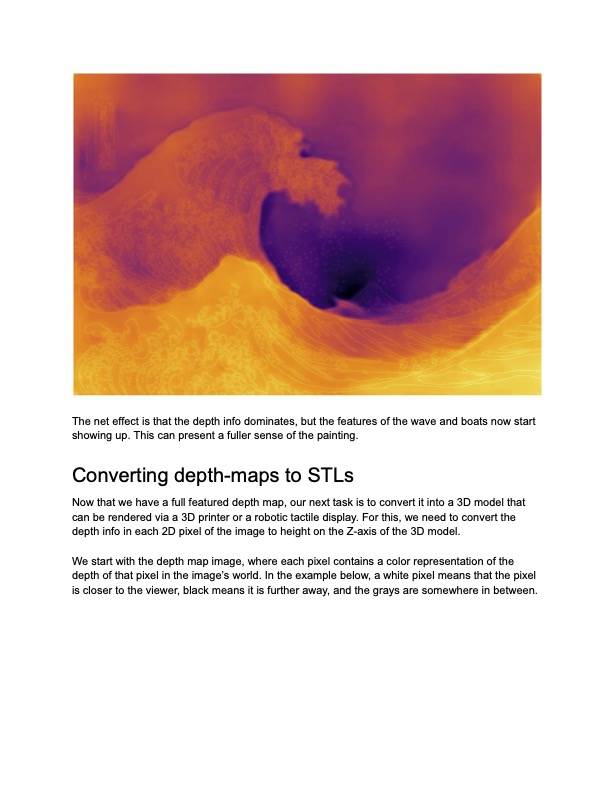 The net effect is that the depth info dominates, but the features of the wave and boats now start
showing up. This can present a fuller sense of the painting.
Converting depth-maps to STLs
Now that we have a full featured depth map, our next task is to convert it into a 3D model that
can be rendered via a 3D printer or a robotic tactile display. For this, we need to convert the
depth info in each 2D pixel of the image to height on the Z-axis of the 3D model.
We start with the depth map image, where each pixel contains a color representation of the
depth of that pixel in the image’s world. In the example below, a white pixel means that the pixel
is closer to the viewer, black means it is further away, and the grays are somewhere in between.